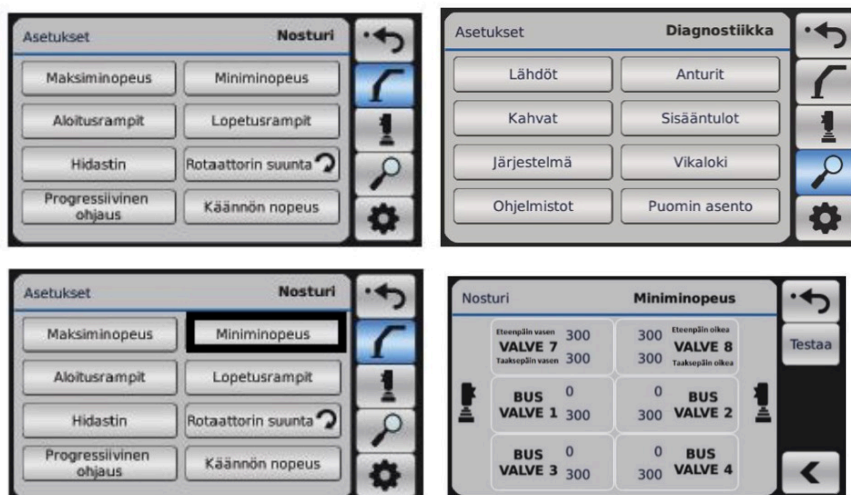 Asetukset Nosturi
Maksiminopeus Miniminopeus
Aloitusrampit Lopetusrampit
Hidastin Rotaattorin suunta
Progressiivinen
ohjaus Käännön nopeus
Asetukset Diagnostiikka
Lähdöt Anturit
Kahvat Sisääntulot
Järjestelmä Vikaloki
Ohjelmistot Puomin asento
Asetukset Nosturi
Maksiminopeus Miniminopeus
Aloitusrampit Lopetusrampit
Hidastin Rotaattorin suunta
Progressiivinen
ohjaus Käännön nopeus
Nosturi Miniminopeus
Testaa
Eteenpäin vasen 300 300 Eteenpäin oikea
VALVE 7 VALVE 8
Taaksepäin vasen 300 300 Taaksepäin oikea
BUS 0 0 BUS
VALVE 1 300 300 VALVE 2
BUS 0 0 BUS
VALVE 3 300 300 VALVE 4